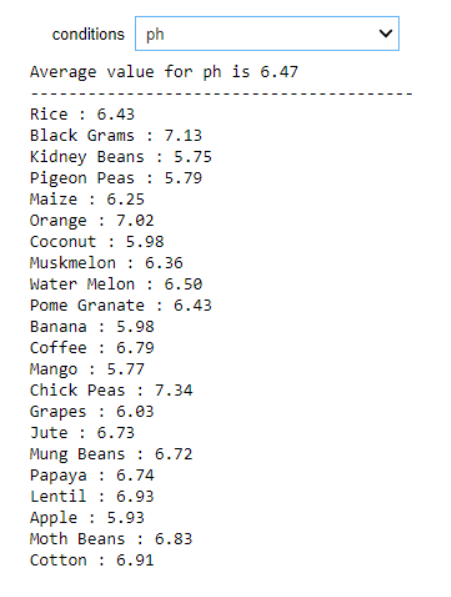 conditions ph
Average value for ph is 6.47
----------------------------------------
Rice : 6.43
Black Grams : 7.13
Kidney Beans : 5.75
Pigeon Peas : 5.79
Maize : 6.25
Orange : 7.02
Coconut : 5.98
Muskmelon : 6.36
Water Melon : 6.50
Pome Granate : 6.43
Banana : 5.98
Coffee : 6.79
Mango : 5.77
Chick Peas : 7.34
Grapes : 6.03
Jute : 6.73
Mung Beans : 6.72
Papaya : 6.74
Lentil : 6.93
Apple : 5.93
Moth Beans : 6.83
Cotton : 6.91